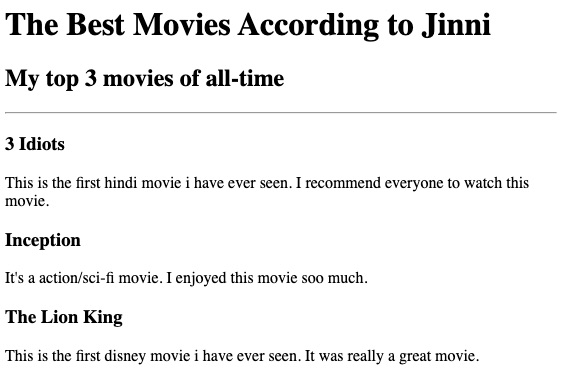 The Best Movies According to Jinni
My top 3 movies of all-time
3 Idiots
This is the first hindi movie i have ever seen. I recommend everyone to watch this
movie.
Inception
It's a action/sci-fi movie. I enjoyed this movie soo much.
The Lion King
This is the first disney movie i have ever seen. It was really a great movie.